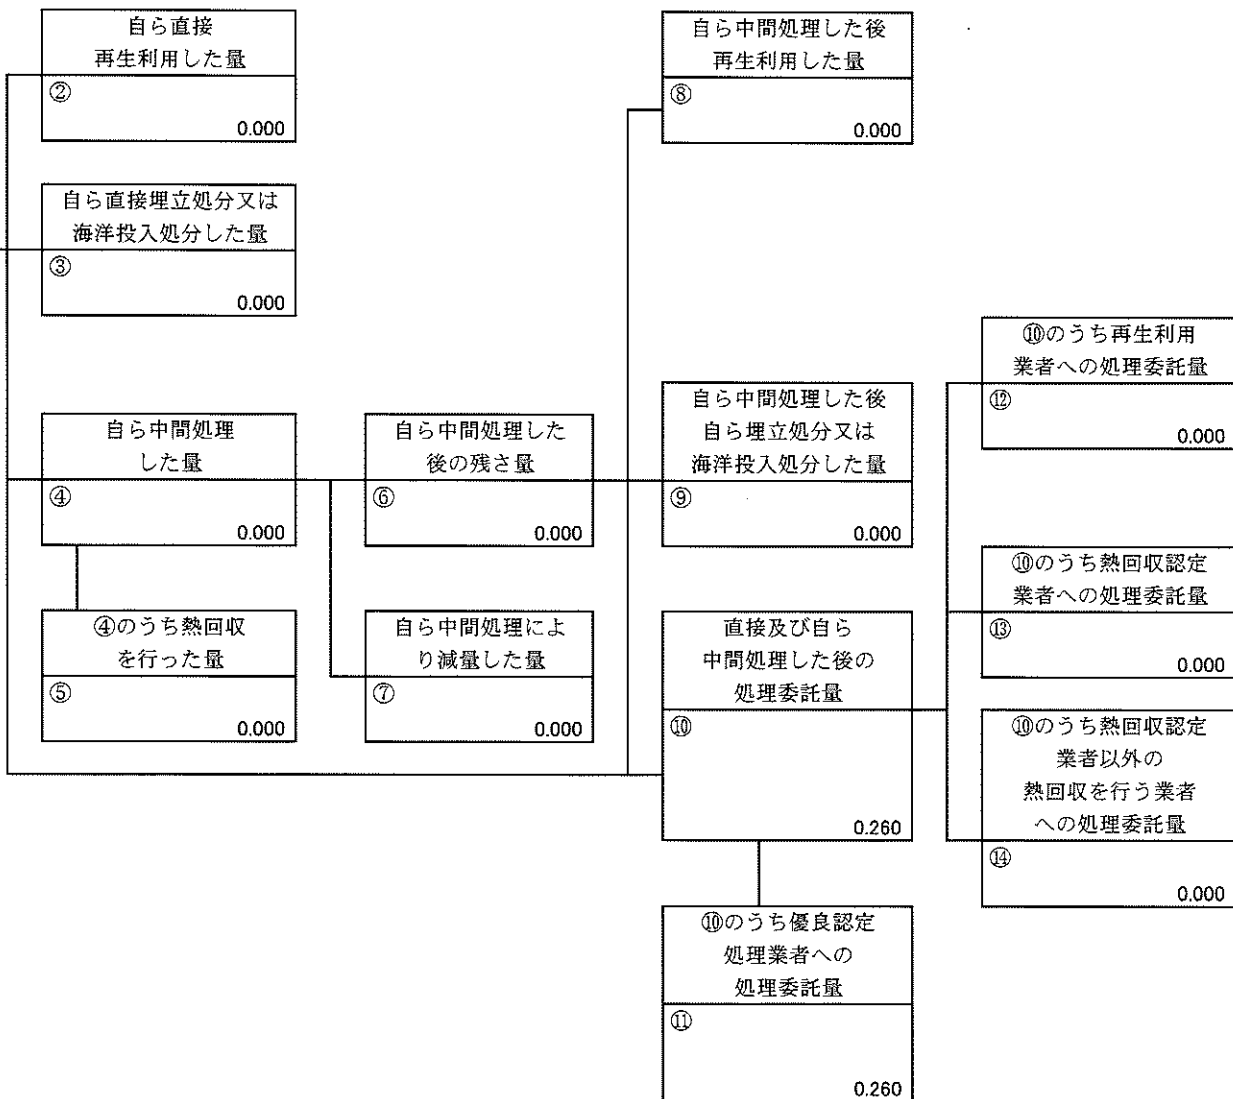 自ら直接
再生利用した量
②
0.000
自ら直接埋立処分又は
海洋投入処分した量
③
0.000
自ら中間処理
した量
④
0.000
④のうち熱回収
を行った量
⑤
0.000
自ら中間処理した
後の残さ量
⑥
0.000
自ら中間処理によ
り減量した量
⑦
0.000
自ら中間処理した後
再生利用した量
⑧
0.000
自ら中間処理した後
自ら埋立処分又は
海洋投入処分した量
⑨
0.000
直接及び自ら
中間処理した後の
処理委託量
⑩
0.260
⑩のうち優良認定
処理業者への
処理委託量
⑪
0.260
⑩のうち再生利用
業者への処理委託量
⑫
0.000
⑩のうち熱回収認定
業者への処理委託量
⑬
0.000
⑩のうち熱回収認定
業者以外の
熱回収を行う業者
への処理委託量
⑭
0.000